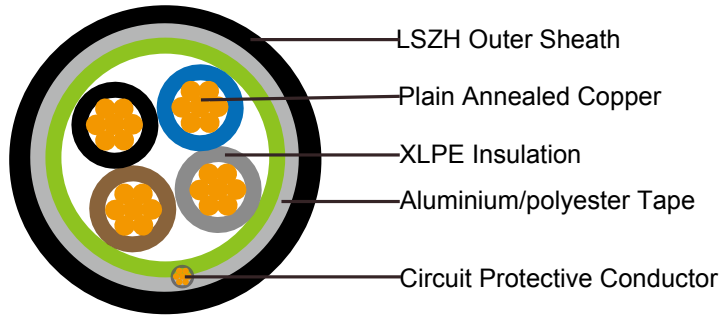 LSZH Outer Sheath
Plain Annealed Copper
XLPE Insulation
Aluminium/polyester Tape
Circuit Protective Conductor